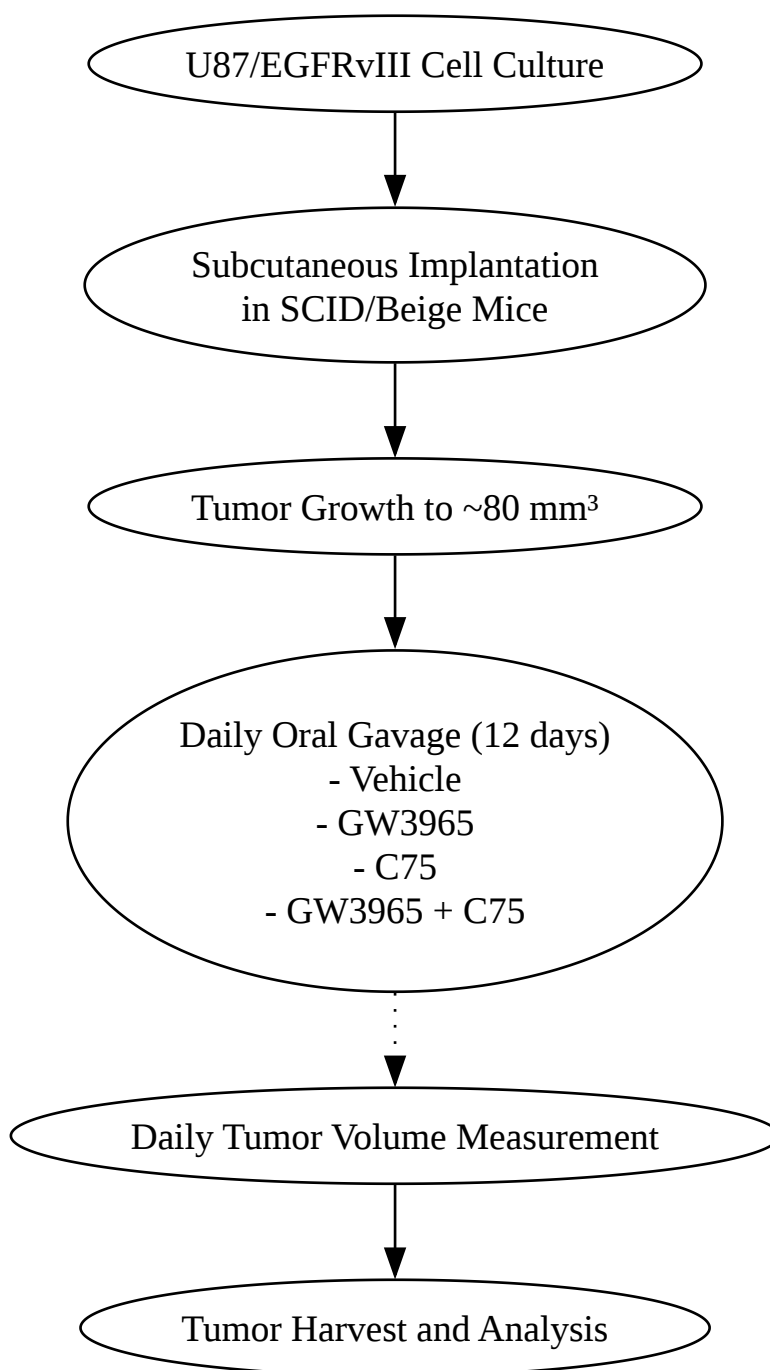 U87/EGFRvIII Cell Culture
Subcutaneous Implantation
in SCID/Beige Mice
Tumor Growth to ~80 mm³
Daily Oral Gavage (12 days)
- Vehicle
- GW3965
- C75
- GW3965 + C75
Daily Tumor Volume Measurement
Tumor Harvest and Analysis